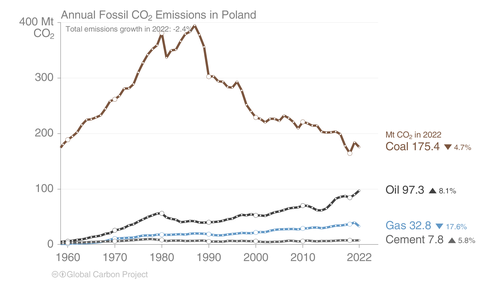 Annual Fossil CO₂ Emissions in Poland
Total emissions growth in 2022: -2.4%
400 Mt
CO₂
300
200
100
0
1960 1970 1980 1990 2000 2010 2022
Mt CO₂ in 2022
Coal 175.4 ▼ 4.7%
Oil 97.3 ▲ 8.1%
Gas 32.8 ▼ 17.6%
Cement 7.8 ▲ 5.8%
Global Carbon Project